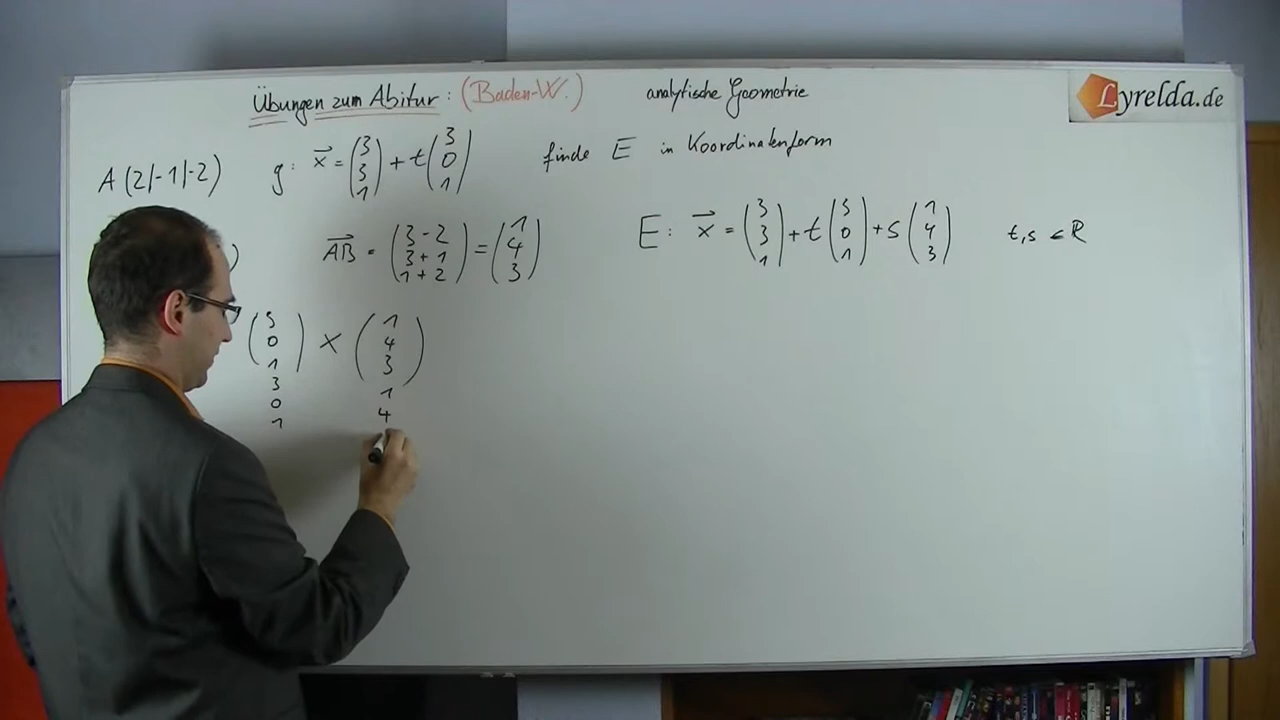 Übungen zum Abitur: (Baden-W.) analytische Geometrie
Lyrelda.de
A (2|-1|-2) g: x⃗ = (3 3 1) + t (3 0 1) finde E in Koordinatenform
AB⃗ = (3-2 3+1 1+2) = (1 4 3) E: x⃗ = (3 3 1) + t (3 0 1) + s (1 4 3) t,s ∈ R
(3 0 1) × (1 4 3)
3 1
0 4
1